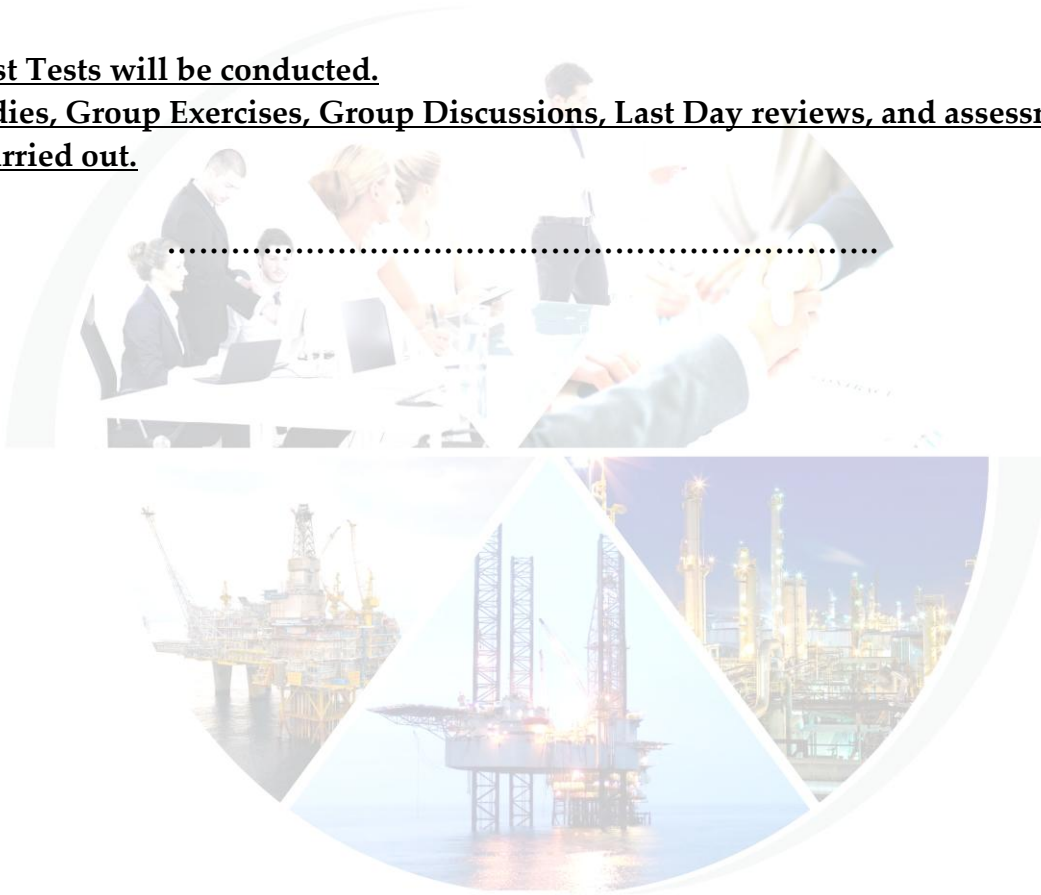 st Tests will be conducted.
dies, Group Exercises, Group Discussions, Last Day reviews, and assessm
rried out.
……………………………………………………………….